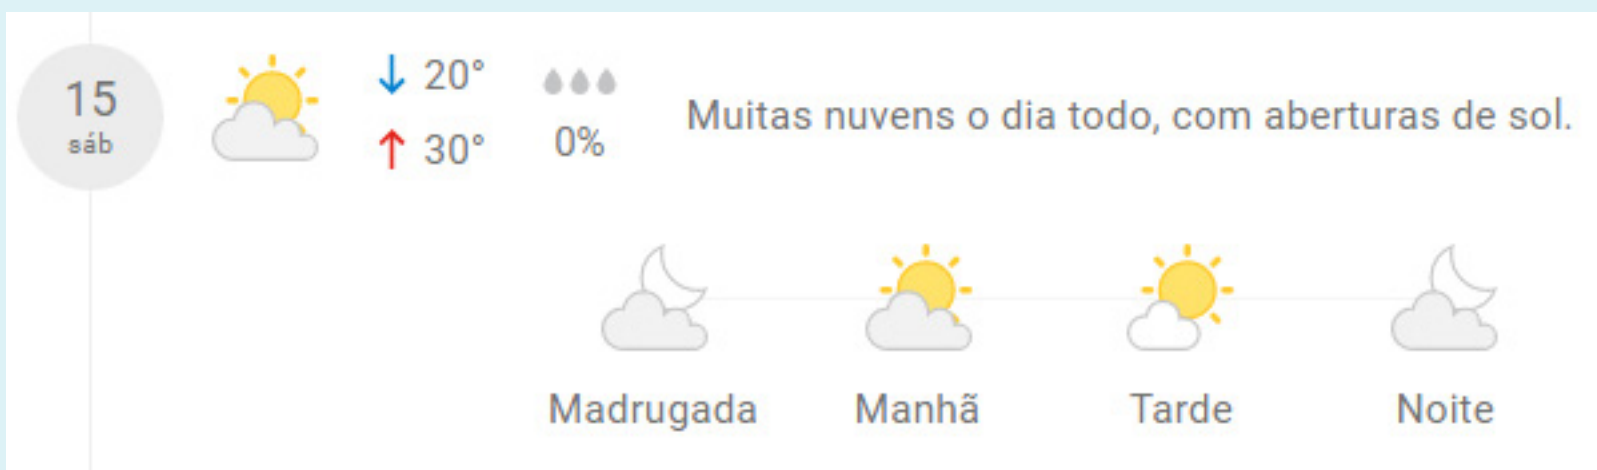 15
sáb
↓ 20°
↑ 30°
0%
Muitas nuvens o dia todo, com aberturas de sol.
Madrugada
Manhã
Tarde
Noite